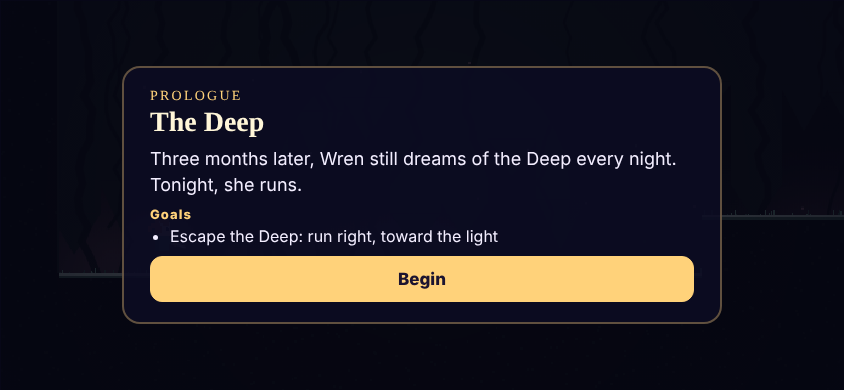 PROLOGUE
The Deep
Three months later, Wren still dreams of the Deep every night.
Tonight, she runs.
Goals
• Escape the Deep: run right, toward the light
Begin